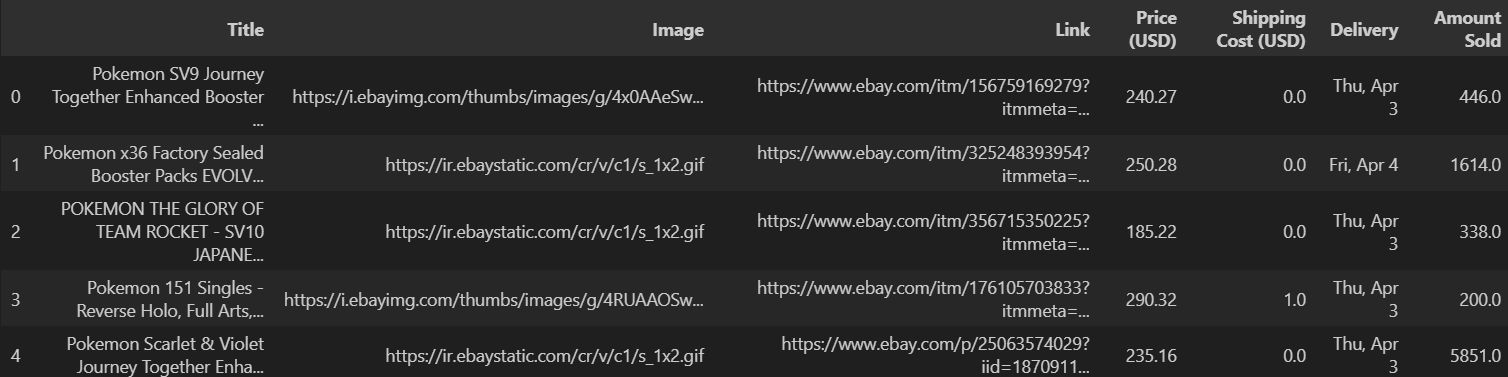 Title Image Link Price (USD) Shipping Cost (USD) Delivery Amount Sold
0 Pokemon SV9 Journey Together Enhanced Booster ... https://i.ebayimg.com/thumbs/images/g/4x0AAeSw... https://www.ebay.com/itm/156759169279?itmmeta=... 240.27 0.0 Thu, Apr 3 446.0
1 Pokemon x36 Factory Sealed Booster Packs EVOLV... https://ir.ebaystatic.com/cr/v/c1/s_1x2.gif https://www.ebay.com/itm/325248393954?itmmeta=... 250.28 0.0 Fri, Apr 4 1614.0
2 POKEMON THE GLORY OF TEAM ROCKET - SV10 JAPANE... https://ir.ebaystatic.com/cr/v/c1/s_1x2.gif https://www.ebay.com/itm/356715350225?itmmeta=... 185.22 0.0 Thu, Apr 3 338.0
3 Pokemon 151 Singles - Reverse Holo, Full Arts,... https://i.ebayimg.com/thumbs/images/g/4RUAAOSw... https://www.ebay.com/itm/176105703833?itmmeta=... 290.32 1.0 Thu, Apr 3 200.0
4 Pokemon Scarlet & Violet Journey Together Enha... https://ir.ebaystatic.com/cr/v/c1/s_1x2.gif https://www.ebay.com/p/25063574029?iid=1870911... 235.16 0.0 Thu, Apr 3 5851.0